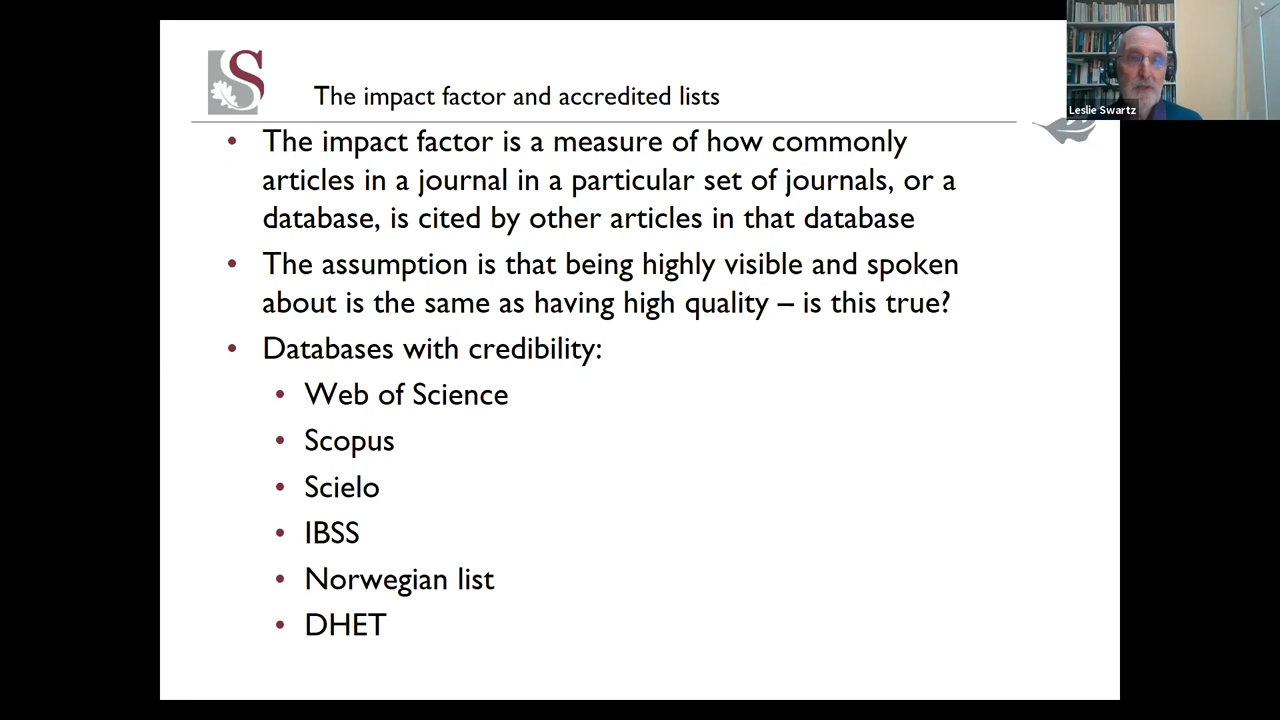 S
The impact factor and accredited lists
Leslie Swartz
• The impact factor is a measure of how commonly
articles in a journal in a particular set of journals, or a
database, is cited by other articles in that database
• The assumption is that being highly visible and spoken
about is the same as having high quality – is this true?
• Databases with credibility:
• Web of Science
• Scopus
• Scielo
• IBSS
• Norwegian list
• DHET